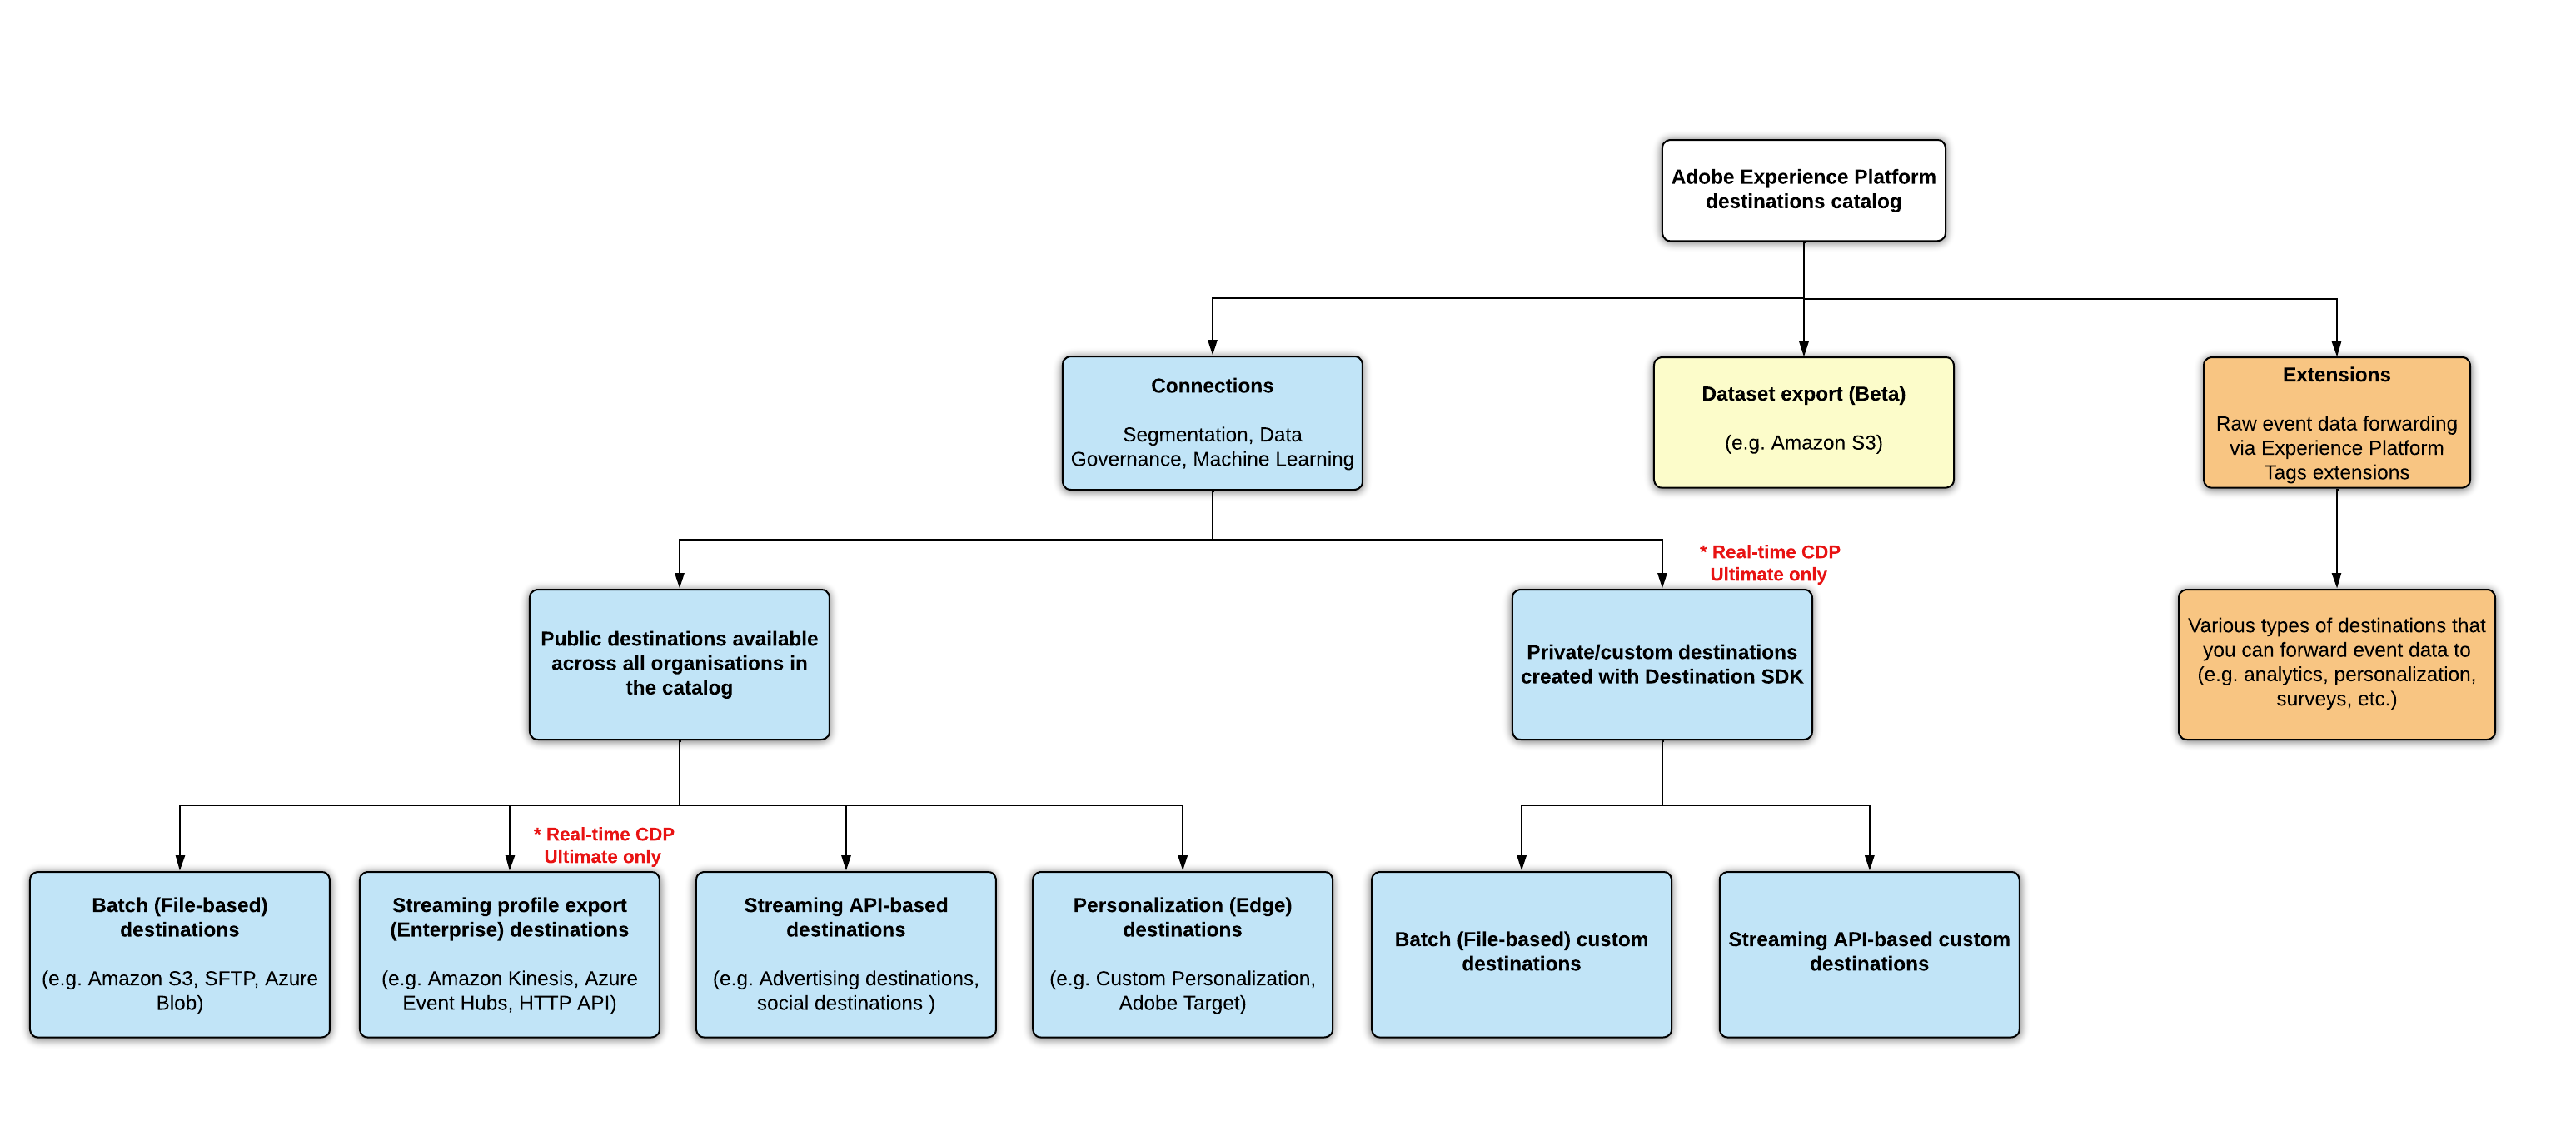 Adobe Experience Platform
destinations catalog
Connections
Segmentation, Data
Governance, Machine Learning
Dataset export (Beta)
(e.g. Amazon S3)
Extensions
Raw event data forwarding
via Experience Platform
Tags extensions
* Real-time CDP
Ultimate only
Public destinations available
across all organisations in
the catalog
Private/custom destinations
created with Destination SDK
Various types of destinations that
you can forward event data to
(e.g. analytics, personalization,
surveys, etc.)
* Real-time CDP
Ultimate only
Batch (File-based)
destinations
(e.g. Amazon S3, SFTP, Azure
Blob)
Streaming profile export
(Enterprise) destinations
(e.g. Amazon Kinesis, Azure
Event Hubs, HTTP API)
Streaming API-based
destinations
(e.g. Advertising destinations,
social destinations )
Personalization (Edge)
destinations
(e.g. Custom Personalization,
Adobe Target)
Batch (File-based) custom
destinations
Streaming API-based custom
destinations